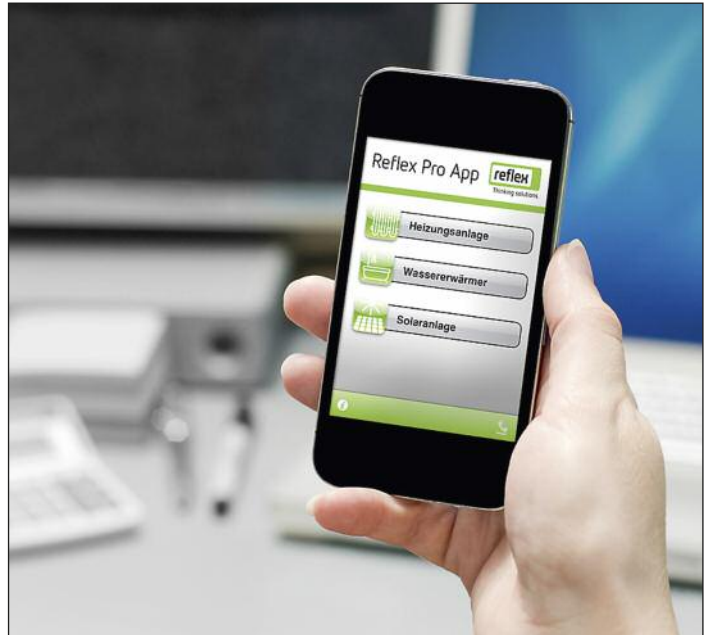 Reflex Pro App
reflex
Thinking solutions.
Heizungsanlage
Wassererwärmer
Solaranlage